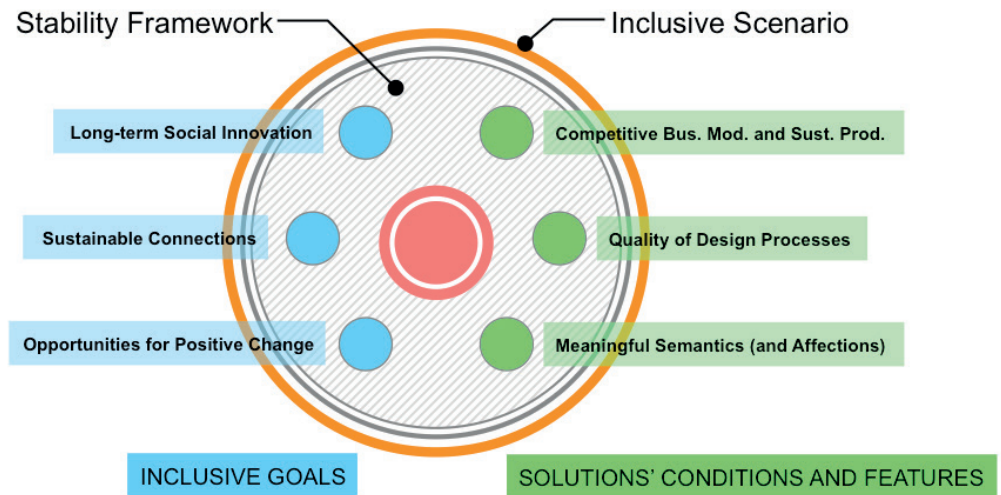 Stability Framework
Inclusive Scenario
Long-term Social Innovation
Competitive Bus. Mod. and Sust. Prod.
Sustainable Connections
Quality of Design Processes
Opportunities for Positive Change
Meaningful Semantics (and Affections)
INCLUSIVE GOALS
SOLUTIONS’ CONDITIONS AND FEATURES